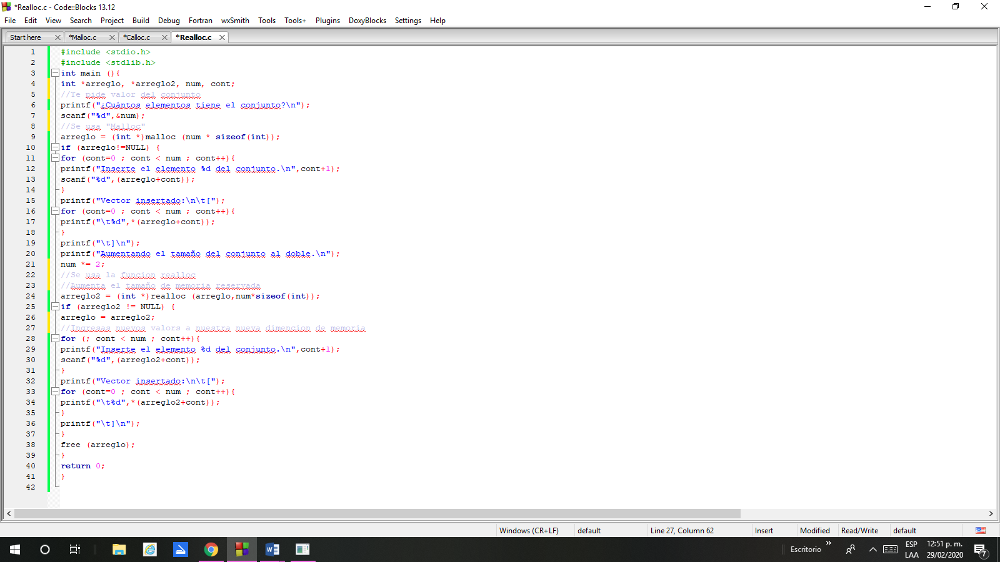 *Realloc.c - Code::Blocks 13.12
File Edit View Search Project Build Debug Fortran wxSmith Tools Tools+ Plugins DoxyBlocks Settings Help
Start here *Malloc.c *Calloc.c *Realloc.c
1 #include <stdio.h>
2 #include <stdlib.h>
3 int main (){
4 int *arreglo, *arreglo2, num, cont;
5 //Te pide valor del conjunto
6 printf("¿Cuántos elementos tiene el conjunto?\n");
7 scanf("%d",&num);
8 //Se usa "Malloc"
9 arreglo = (int *)malloc (num * sizeof(int));
10 if (arreglo!=NULL) {
11 for (cont=0 ; cont < num ; cont++){
12 printf("Inserte el elemento %d del conjunto.\n",cont+1);
13 scanf("%d",(arreglo+cont));
14 }
15 printf("Vector insertado:\n\t[");
16 for (cont=0 ; cont < num ; cont++){
17 printf("\t%d",*(arreglo+cont));
18 }
19 printf("\t]\n");
20 printf("Aumentando el tamaño del conjunto al doble.\n");
21 num *= 2;
22 //Se usa la funcion realloc
23 //Aumenta el tamaño de memoria reservada
24 arreglo2 = (int *)realloc (arreglo,num*sizeof(int));
25 if (arreglo2 != NULL) {
26 arreglo = arreglo2;
27 //Ingresas nuevos valors a nuestra nueva dimencion de memoria
28 for (; cont < num ; cont++){
29 printf("Inserte el elemento %d del conjunto.\n",cont+1);
30 scanf("%d",(arreglo2+cont));
31 }
32 printf("Vector insertado:\n\t[");
33 for (cont=0 ; cont < num ; cont++){
34 printf("\t%d",*(arreglo2+cont));
35 }
36 printf("\t]\n");
37 }
38 free (arreglo);
39 }
40 return 0;
41 }
42
Windows (CR+LF) default Line 27, Column 62 Insert Modified Read/Write default
Escritorio » ESP 12:51 p. m.
LAA 29/02/2020 7